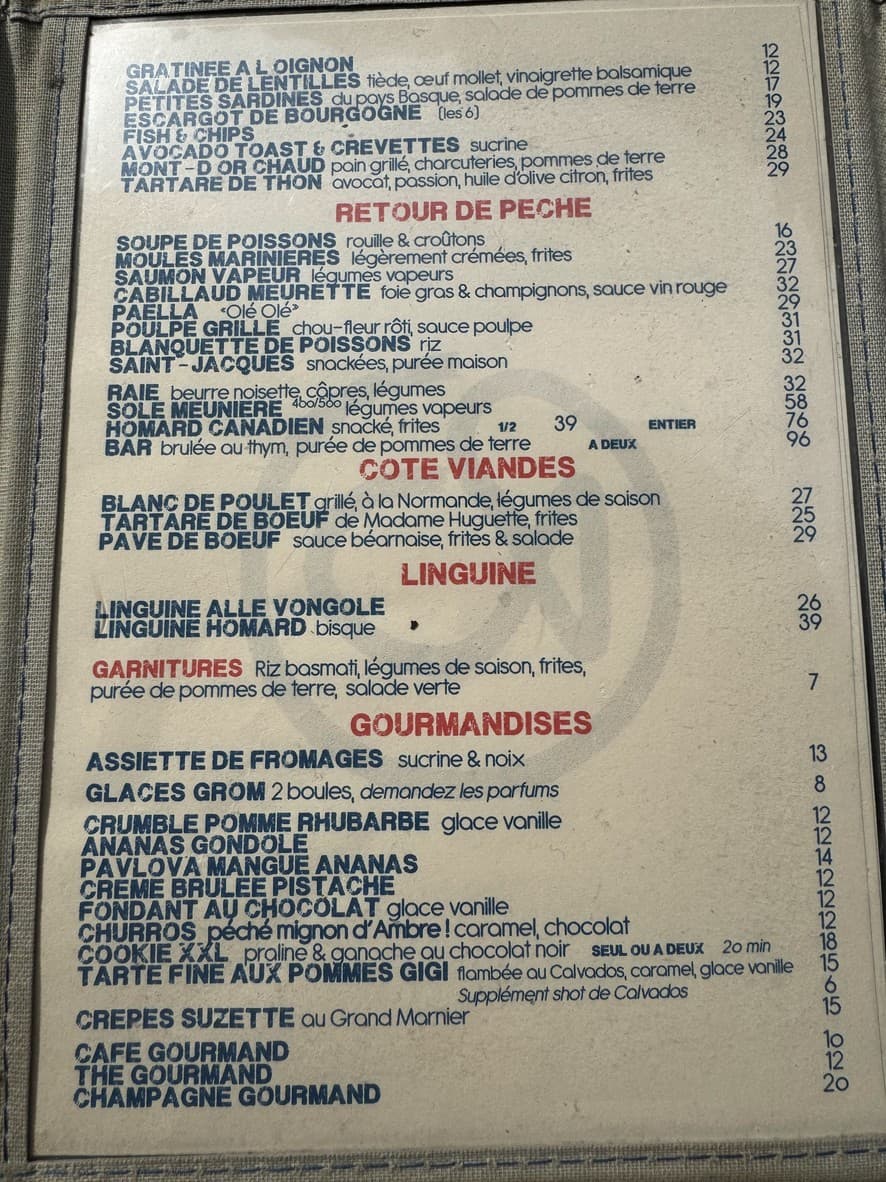 GRATINEE A L OIGNON 12
SALADE DE LENTILLES tiède, œuf mollet, vinaigrette balsamique 12
PETITES SARDINES du pays Basque, salade de pommes de terre 17
ESCARGOT DE BOURGOGNE (les 6) 19
FISH & CHIPS 23
AVOCADO TOAST & CREVETTES sucrine 24
MONT-D OR CHAUD pain grillé, charcuteries, pommes de terre 28
TARTARE DE THON avocat, passion, huile d'olive citron, frites 29
RETOUR DE PECHE
SOUPE DE POISSONS rouille & croûtons 16
MOULES MARINIERES légèrement crémées, frites 23
SAUMON VAPEUR légumes vapeurs 27
CABILLAUD MEURETTE foie gras & champignons, sauce vin rouge 32
PAELLA "Olé Olé" 29
POULPE GRILLE chou-fleur rôti, sauce poulpe 31
BLANQUETTE DE POISSONS riz 31
SAINT-JACQUES snackées, purée maison 32
RAIE beurre noisette, câpres, légumes 32
SOLE MEUNIERE 400/500 légumes vapeurs 58
HOMARD CANADIEN snacké, frites 1/2 39 ENTIER 76
BAR brulée au thym, purée de pommes de terre A DEUX 96
COTE VIANDES
BLANC DE POULET grillé, à la Normande, légumes de saison 27
TARTARE DE BOEUF de Madame Huguette, frites 25
PAVE DE BOEUF sauce béarnaise, frites & salade 29
LINGUINE
LINGUINE ALLE VONGOLE 26
LINGUINE HOMARD bisque 39
GARNITURES Riz basmati, légumes de saison, frites,
purée de pommes de terre, salade verte 7
GOURMANDISES
ASSIETTE DE FROMAGES sucrine & noix 13
GLACES GROM 2 boules, demandez les parfums 8
CRUMBLE POMME RHUBARBE glace vanille 12
ANANAS GONDOLE 12
PAVLOVA MANGUE ANANAS 14
CREME BRULEE PISTACHE 12
FONDANT AU CHOCOLAT glace vanille 12
CHURROS péché mignon d'Ambre ! caramel, chocolat 12
COOKIE XXL praline & ganache au chocolat noir SEUL OU A DEUX 20 min 18
TARTE FINE AUX POMMES GIGI flambée au Calvados, caramel, glace vanille 15
Supplément shot de Calvados 6
CREPES SUZETTE au Grand Marnier 15
CAFE GOURMAND 10
THE GOURMAND 12
CHAMPAGNE GOURMAND 20